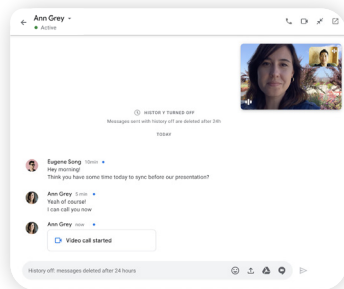 Ann Grey
Active
HISTORY TURNED OFF
Messages sent with history off are deleted after 24h
TODAY
Eugene Song 10min
Hey morning!
Think you have some time today to sync before our presentation?
Ann Grey 5 min
Yeah of course!
I can call you now
Ann Grey now
Video call started
History off: messages deleted after 24 hours